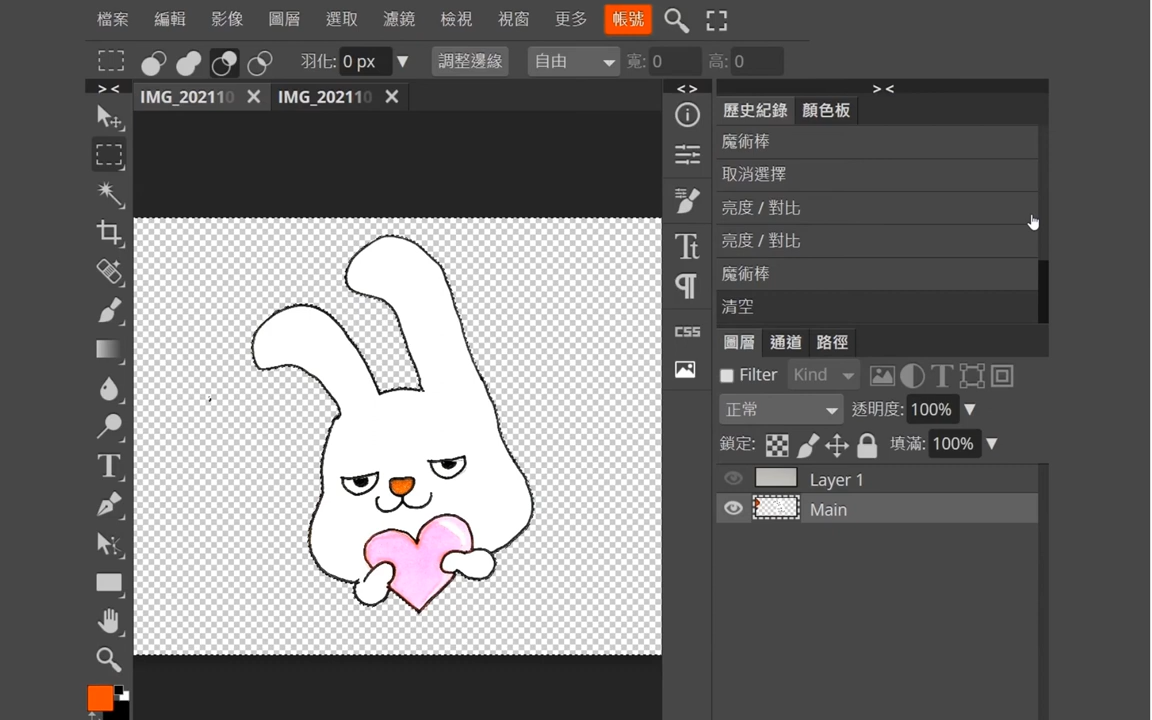 檔案 編輯 影像 圖層 選取 濾鏡 檢視 視窗 更多 帳號
羽化: 0 px ▼ 調整邊緣 自由 寬: 0 高: 0
> < < > > <
IMG_202110 IMG_202110
歷史紀錄 顏色板
魔術棒
取消選擇
亮度 / 對比
亮度 / 對比
魔術棒
清空
CSS
圖層 通道 路徑
Filter Kind
正常 透明度: 100% ▼
鎖定: 填滿: 100% ▼
Layer 1
Main